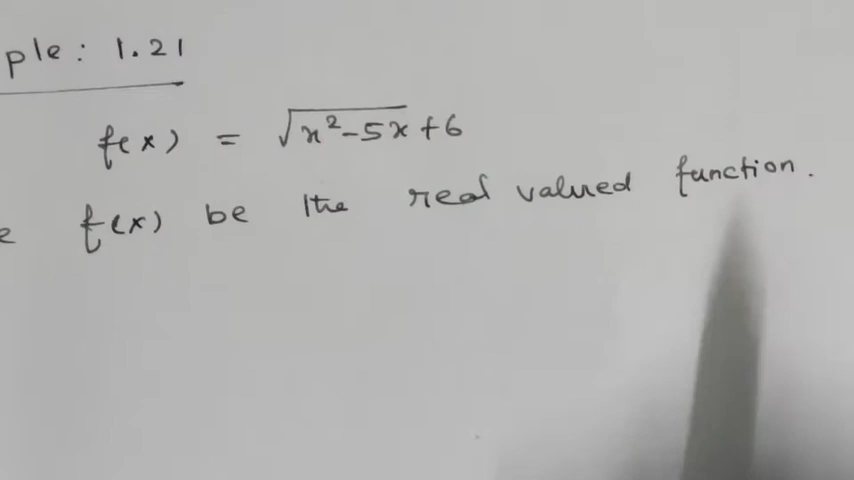 ple: 1.21
f(x) = √x²-5x +6
f(x) be the real valued function.